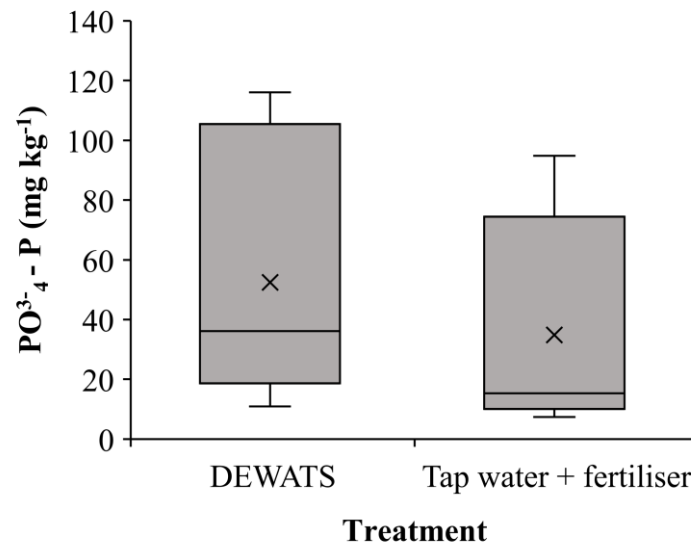 PO³⁻₄ - P (mg kg⁻¹)
140
120
100
80
60
40
20
0
DEWATS Tap water + fertiliser
Treatment